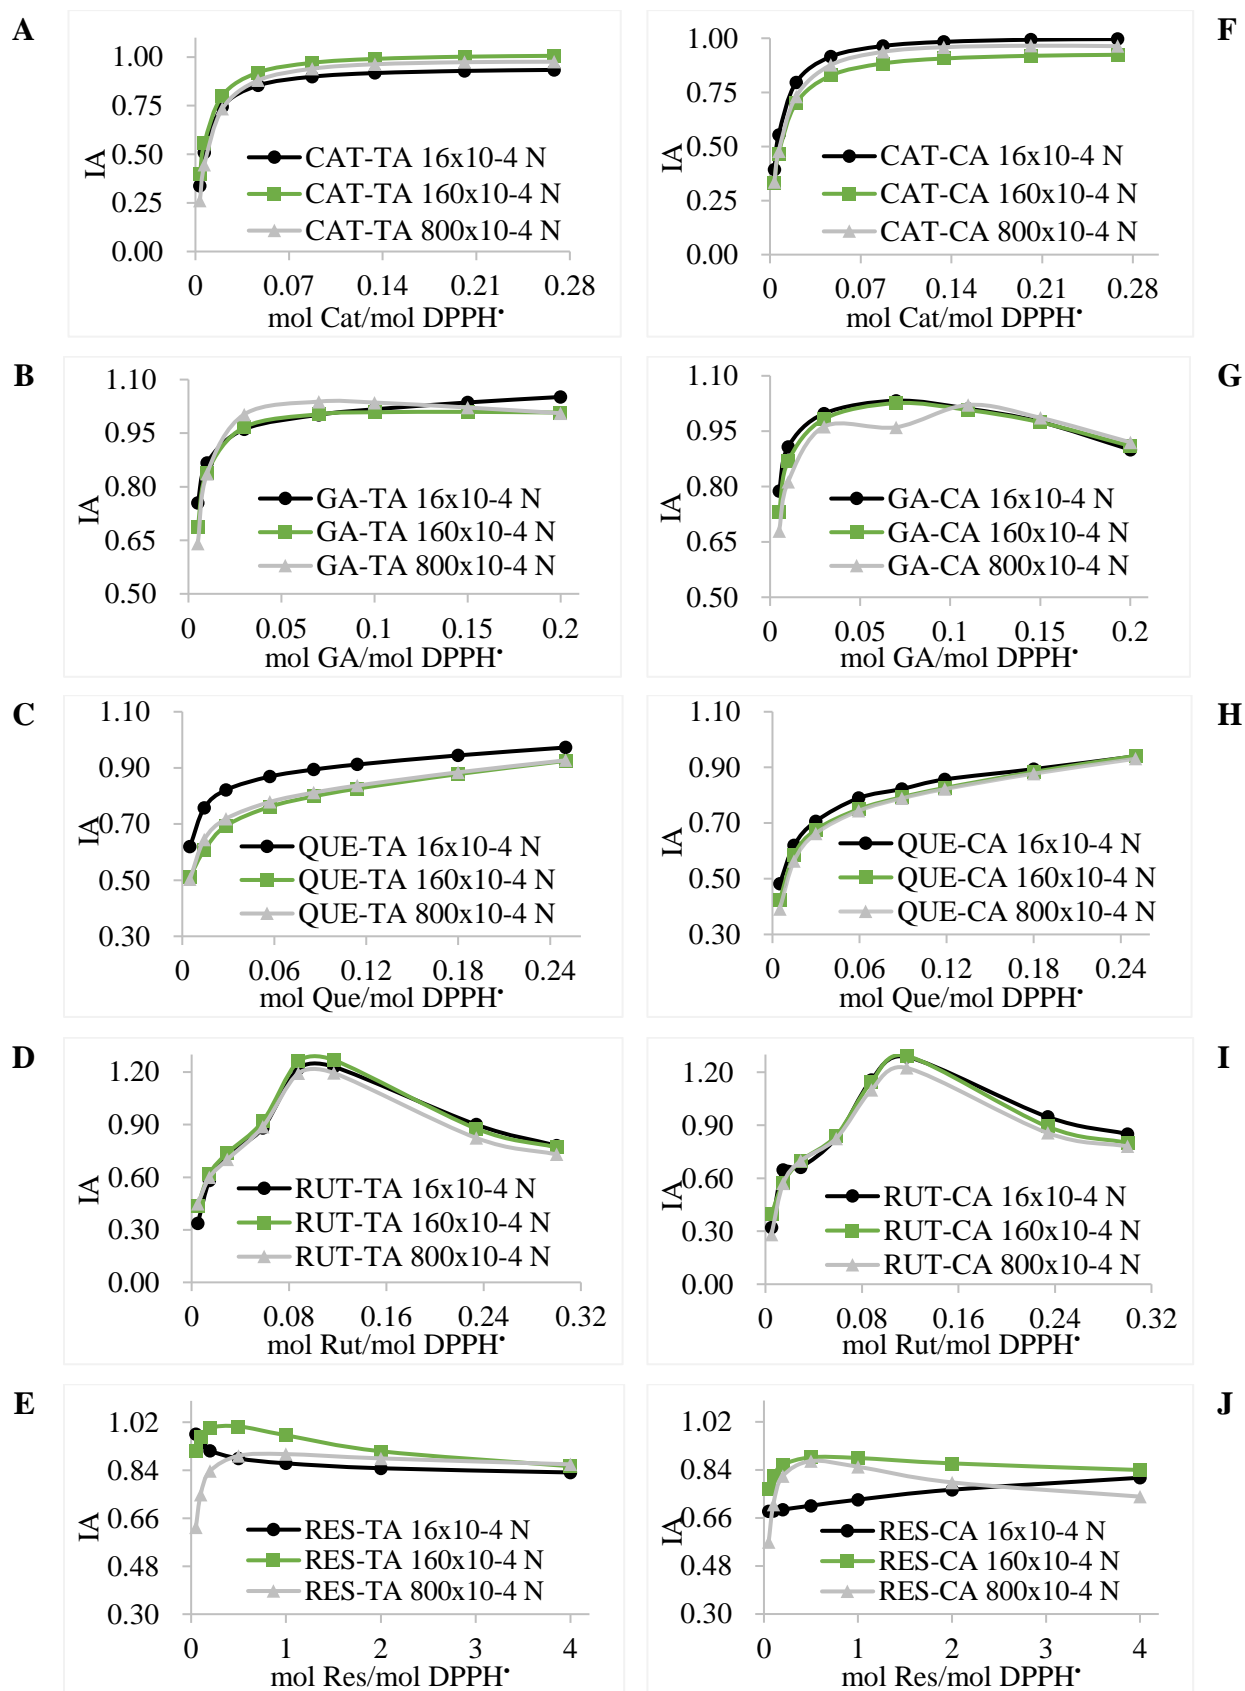 A
1.00
0.75
0.50
0.25
0.00
IA
CAT-TA 16x10-4 N
CAT-TA 160x10-4 N
CAT-TA 800x10-4 N
0 0.07 0.14 0.21 0.28
mol Cat/mol DPPH•
F
1.00
0.75
0.50
0.25
0.00
IA
CAT-CA 16x10-4 N
CAT-CA 160x10-4 N
CAT-CA 800x10-4 N
0 0.07 0.14 0.21 0.28
mol Cat/mol DPPH•
B
1.10
0.95
0.80
0.65
0.50
IA
GA-TA 16x10-4 N
GA-TA 160x10-4 N
GA-TA 800x10-4 N
0 0.05 0.1 0.15 0.2
mol GA/mol DPPH•
G
1.10
0.95
0.80
0.65
0.50
IA
GA-CA 16x10-4 N
GA-CA 160x10-4 N
GA-CA 800x10-4 N
0 0.05 0.1 0.15 0.2
mol GA/mol DPPH•
C
1.10
0.90
0.70
0.50
0.30
IA
QUE-TA 16x10-4 N
QUE-TA 160x10-4 N
QUE-TA 800x10-4 N
0 0.06 0.12 0.18 0.24
mol Que/mol DPPH•
H
1.10
0.90
0.70
0.50
0.30
IA
QUE-CA 16x10-4 N
QUE-CA 160x10-4 N
QUE-CA 800x10-4 N
0 0.06 0.12 0.18 0.24
mol Que/mol DPPH•
D
1.20
0.90
0.60
0.30
0.00
IA
RUT-TA 16x10-4 N
RUT-TA 160x10-4 N
RUT-TA 800x10-4 N
0 0.08 0.16 0.24 0.32
mol Rut/mol DPPH•
I
1.20
0.90
0.60
0.30
0.00
IA
RUT-CA 16x10-4 N
RUT-CA 160x10-4 N
RUT-CA 800x10-4 N
0 0.08 0.16 0.24 0.32
mol Rut/mol DPPH•
E
1.02
0.84
0.66
0.48
0.30
IA
RES-TA 16x10-4 N
RES-TA 160x10-4 N
RES-TA 800x10-4 N
0 1 2 3 4
mol Res/mol DPPH•
J
1.02
0.84
0.66
0.48
0.30
IA
RES-CA 16x10-4 N
RES-CA 160x10-4 N
RES-CA 800x10-4 N
0 1 2 3 4
mol Res/mol DPPH•